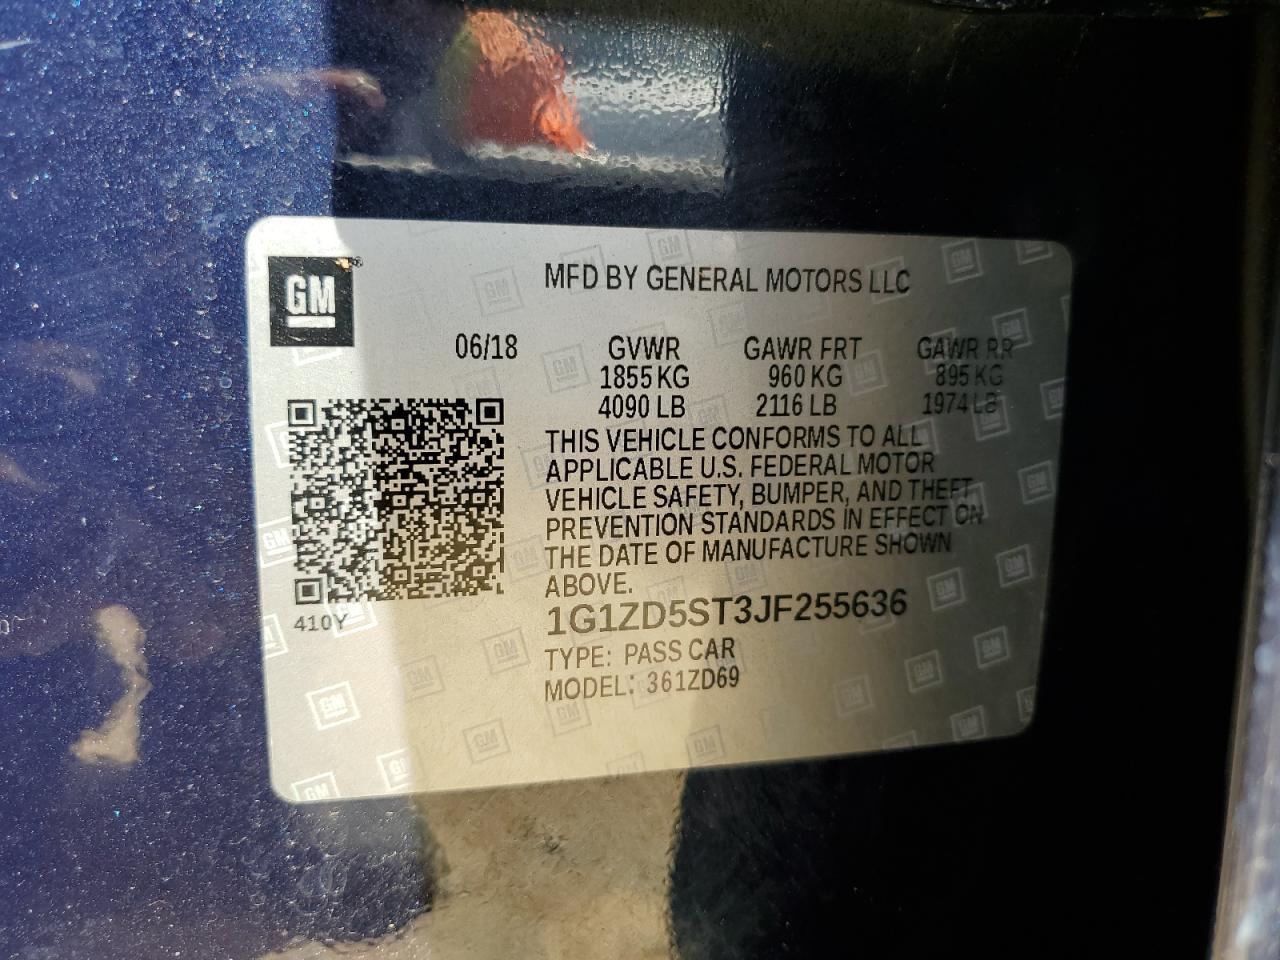 GM
MFD BY GENERAL MOTORS LLC
06/18 GVWR GAWR FRT GAWR RR
1855 KG 960 KG 895 KG
4090 LB 2116 LB 1974 LB
THIS VEHICLE CONFORMS TO ALL
APPLICABLE U.S. FEDERAL MOTOR
VEHICLE SAFETY, BUMPER, AND THEFT
PREVENTION STANDARDS IN EFFECT ON
THE DATE OF MANUFACTURE SHOWN
ABOVE.
410Y
1G1ZD5ST3JF255636
TYPE: PASS CAR
MODEL: 361ZD69